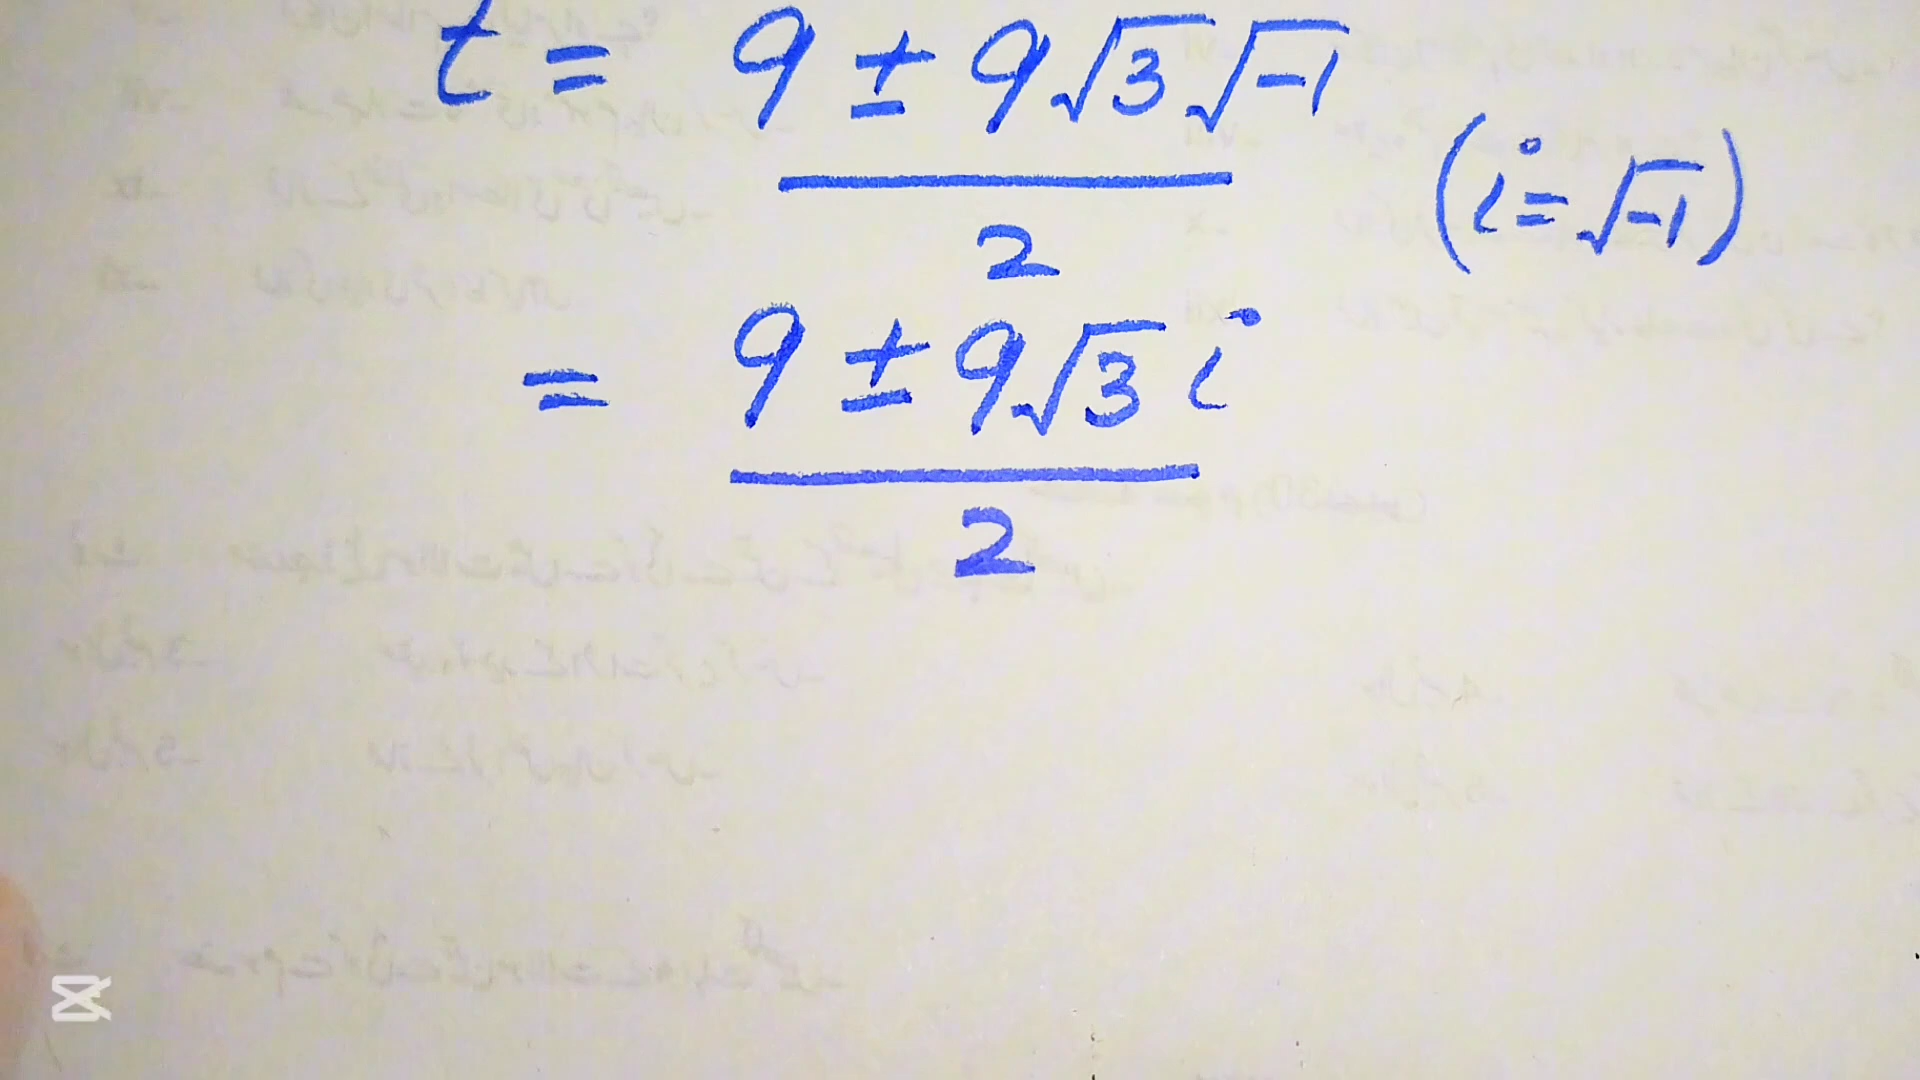 t = 9 ± 9√3√-1
2
(i = √-1)
= 9 ± 9√3 i
2